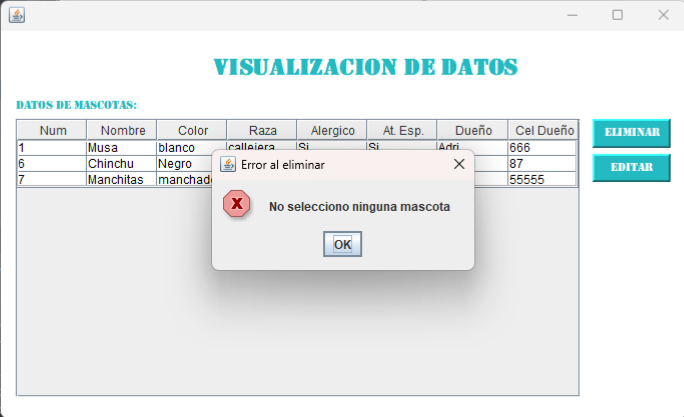 VISUALIZACION DE DATOS
DATOS DE MASCOTAS:
Num Nombre Color Raza Alergico At. Esp. Dueño Cel Dueño
1 Musa blanco callejera Si Si Adri 666
6 Chinchu Negro 87
7 Manchitas 55555
ELIMINAR
EDITAR
Error al eliminar
No selecciono ninguna mascota
OK